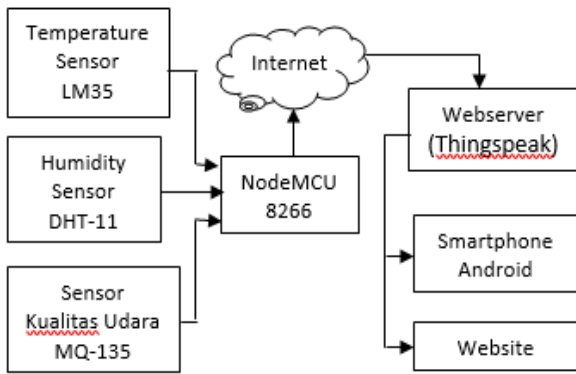 Temperature
Sensor
LM35
Humidity
Sensor
DHT-11
Sensor
Kualitas Udara
MQ-135
NodeMCU
8266
Internet
Webserver
(Thingspeak)
Smartphone
Android
Website